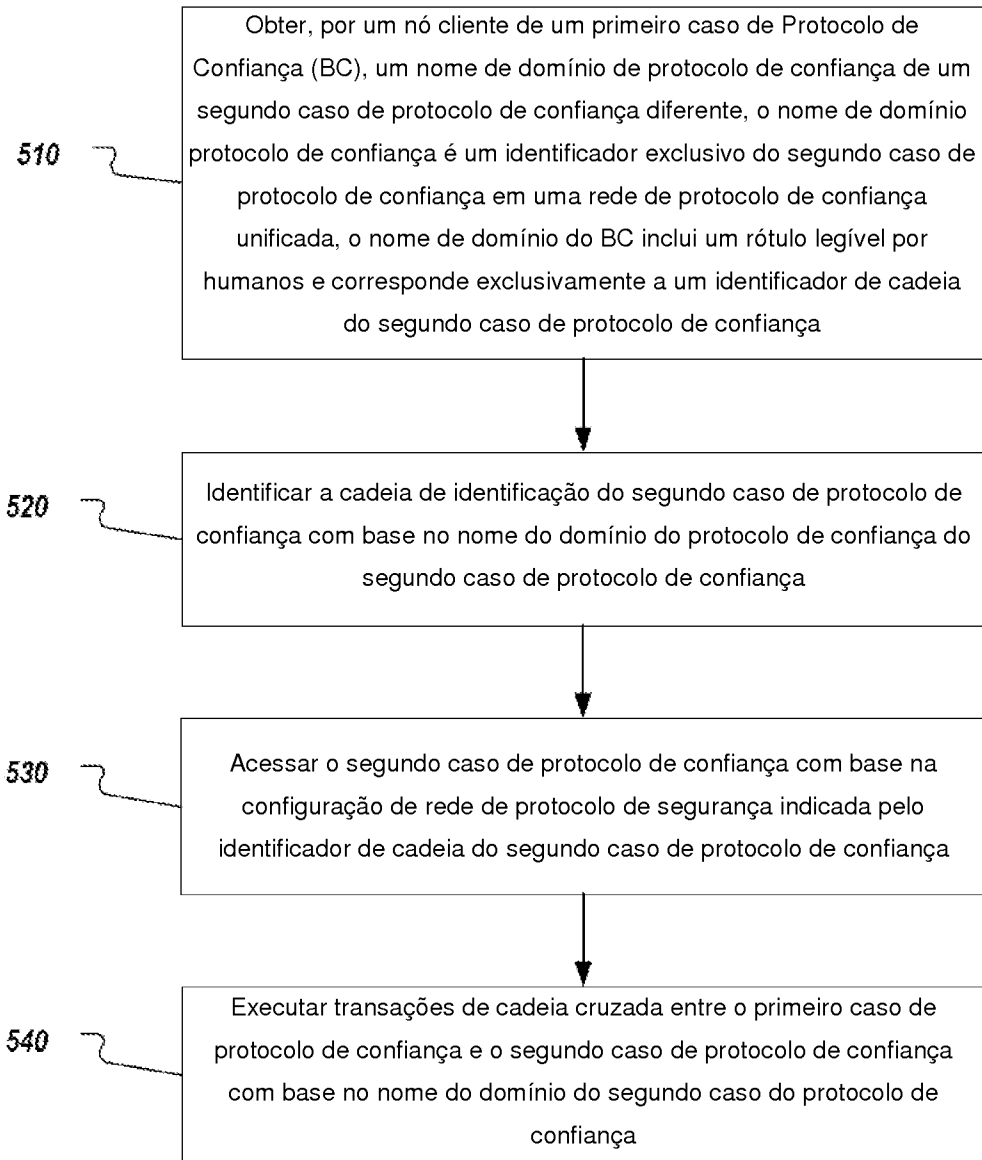 Obter, por um nó cliente de um primeiro caso de Protocolo de
Confiança (BC), um nome de domínio de protocolo de confiança de um
segundo caso de protocolo de confiança diferente, o nome de domínio
510
protocolo de confiança é um identificador exclusivo do segundo caso de
protocolo de confiança em uma rede de protocolo de confiança
unificada, o nome de domínio do BC inclui um rótulo legível por
humanos e corresponde exclusivamente a um identificador de cadeia
do segundo caso de protocolo de confiança
520
Identificar a cadeia de identificação do segundo caso de protocolo de
confiança com base no nome do domínio do protocolo de confiança do
segundo caso de protocolo de confiança
530
Acessar o segundo caso de protocolo de confiança com base na
configuração de rede de protocolo de segurança indicada pelo
identificador de cadeia do segundo caso de protocolo de confiança
540
Executar transações de cadeia cruzada entre o primeiro caso de
protocolo de confiança e o segundo caso de protocolo de confiança
com base no nome do domínio do segundo caso do protocolo de
confiança